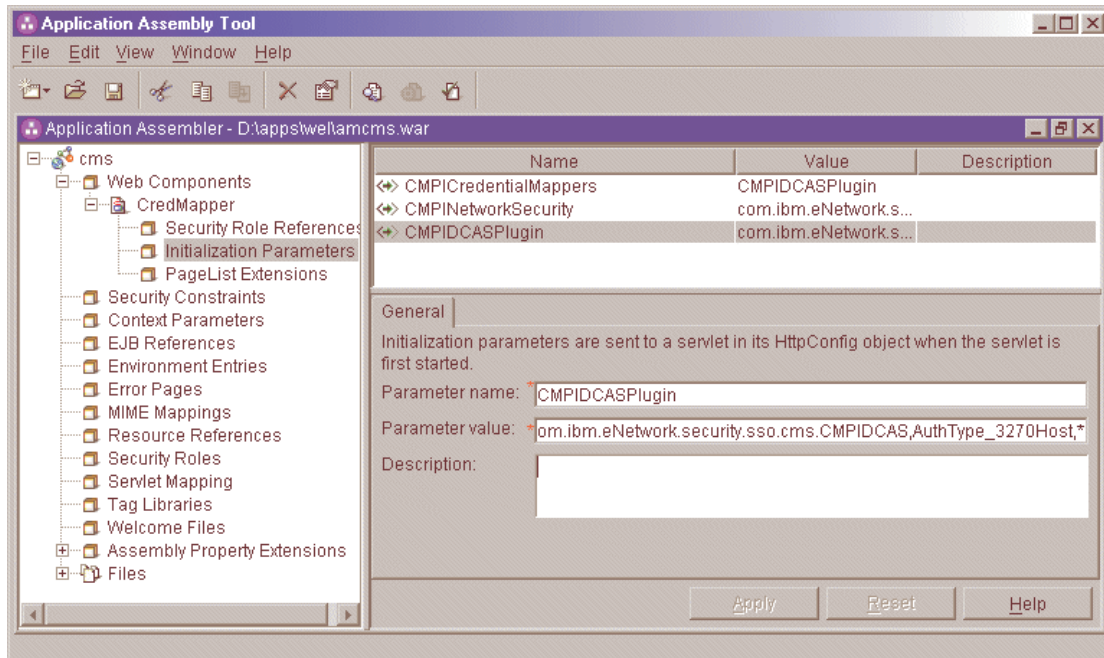 Application Assembly Tool
File Edit View Window Help
Application Assembler - D:\apps\wel\amcms.war
cms
Web Components
CredMapper
Security Role References
Initialization Parameters
PageList Extensions
Security Constraints
Context Parameters
EJB References
Environment Entries
Error Pages
MIME Mappings
Resource References
Security Roles
Servlet Mapping
Tag Libraries
Welcome Files
Assembly Property Extensions
Files
Name Value Description
CMPICredentialMappers CMPIDCASPlugin
CMPINetworkSecurity com.ibm.eNetwork.s...
CMPIDCASPlugin com.ibm.eNetwork.s...
General
Initialization parameters are sent to a servlet in its HttpConfig object when the servlet is
first started.
Parameter name: *CMPIDCASPlugin
Parameter value: *om.ibm.eNetwork.security.sso.cms.CMPIDCAS,AuthType_3270Host,*
Description:
Apply Reset Help